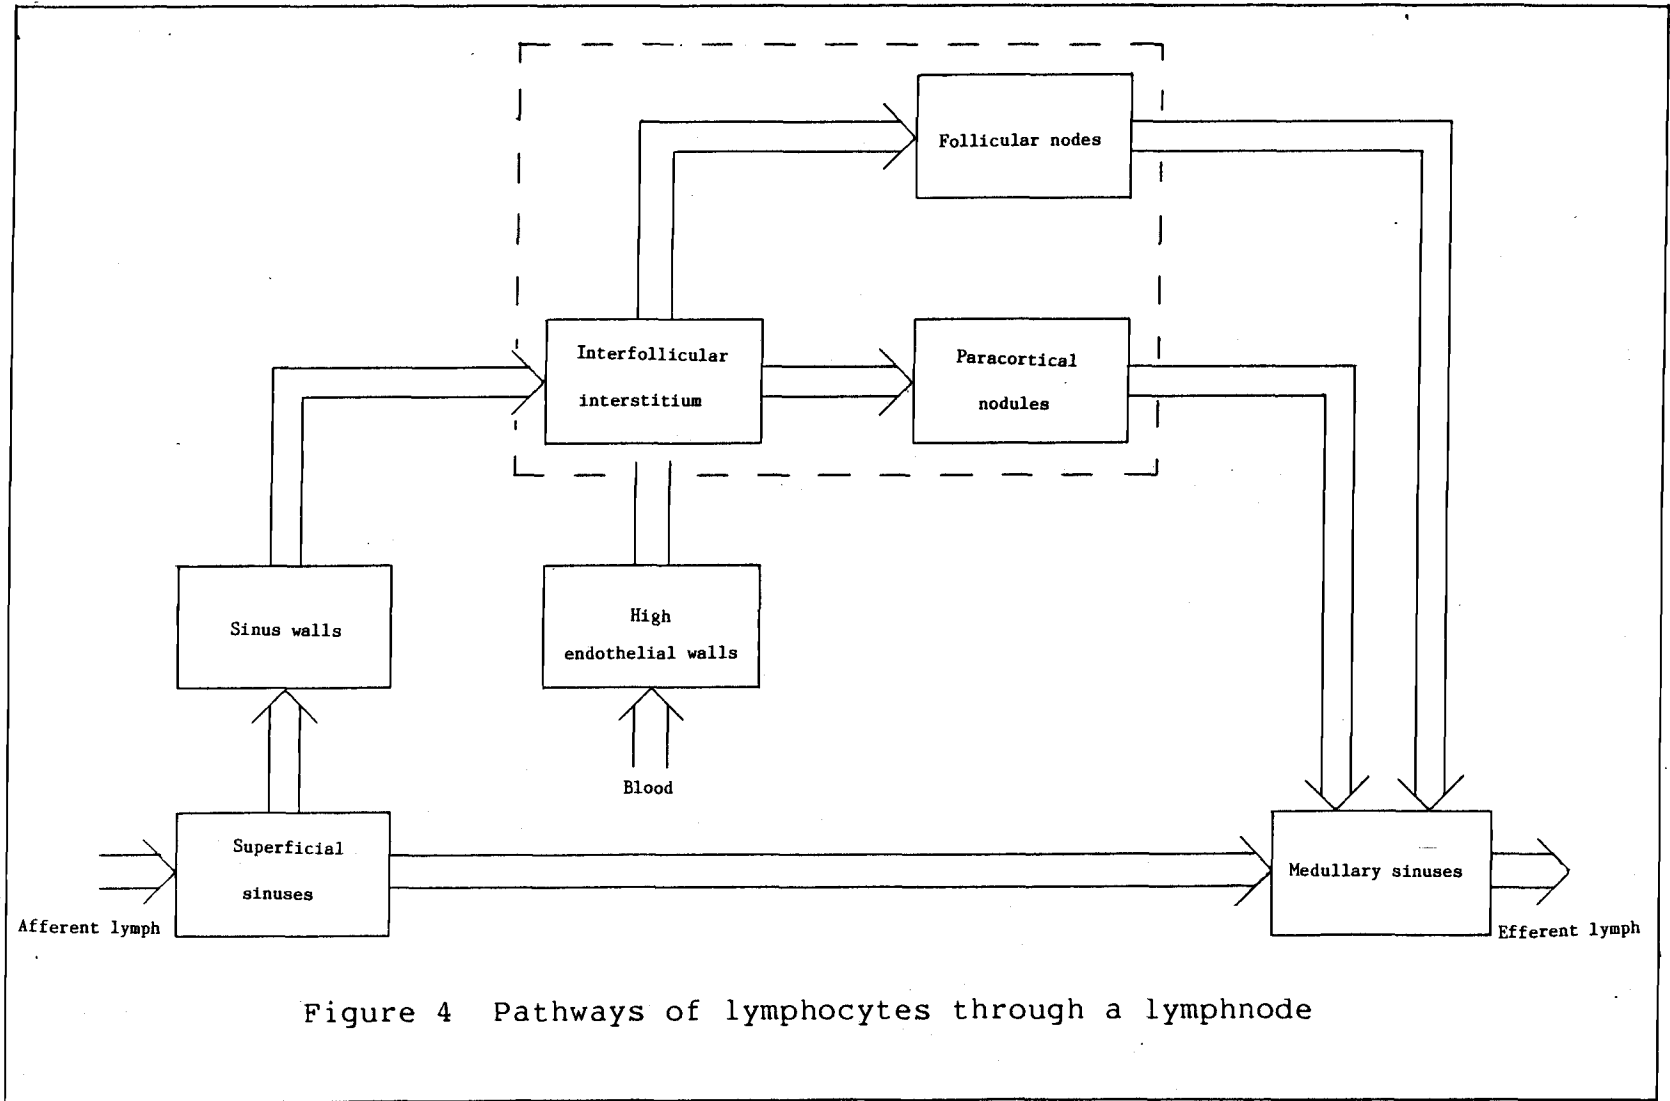 Follicular nodes
Interfollicular
interstitium
Paracortical
nodules
Sinus walls
High
endothelial walls
Blood
Superficial
sinuses
Medullary sinuses
Afferent lymph
Efferent lymph
Figure 4 Pathways of lymphocytes through a lymphnode